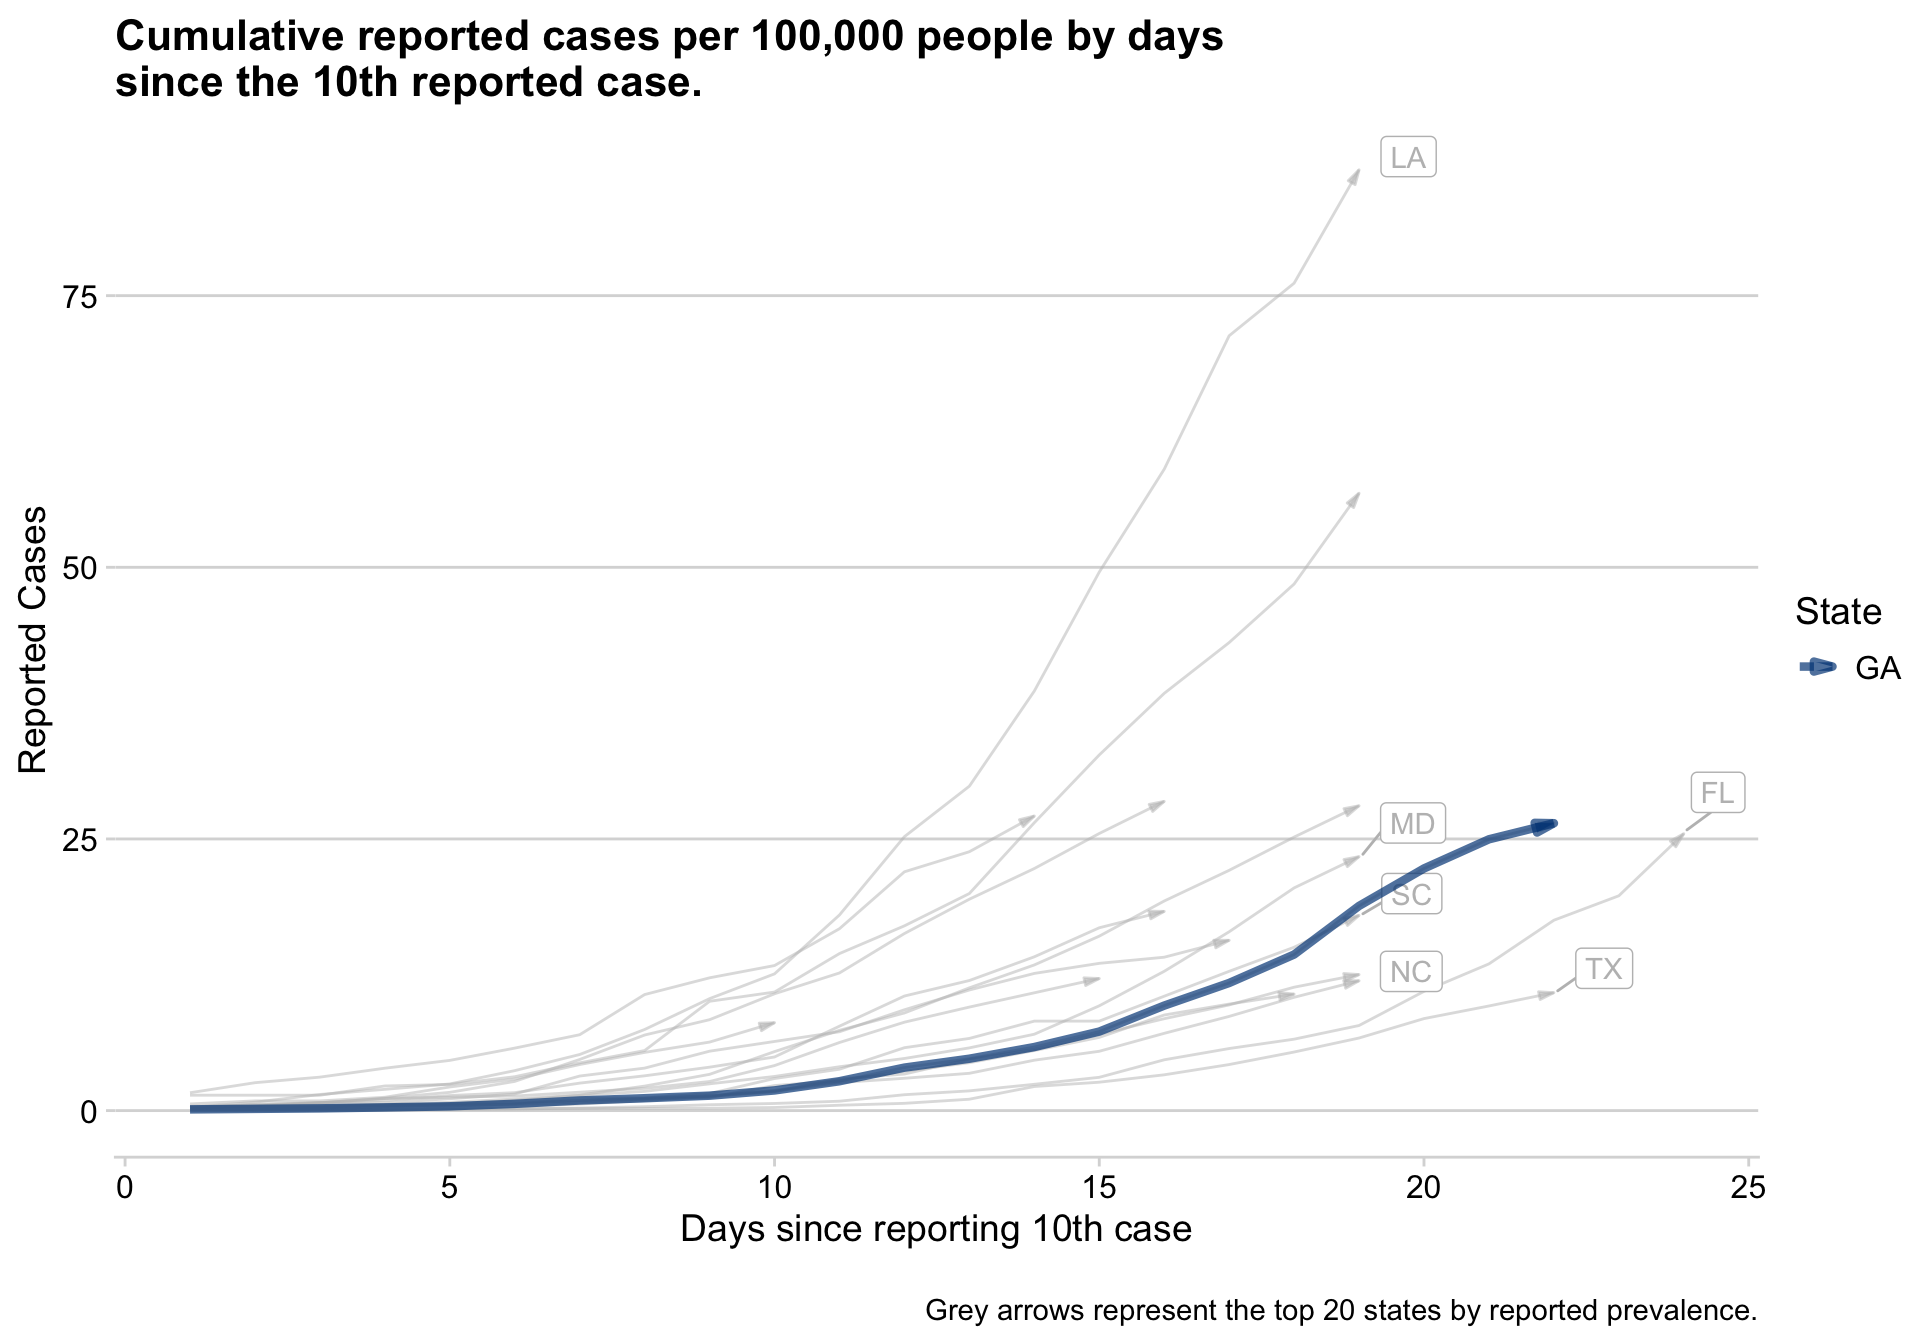 Cumulative reported cases per 100,000 people by days
since the 10th reported case.
LA
75
50
Reported Cases
State
GA
FL
MD
25
SC
NC
TX
0
0 5 10 15 20 25
Days since reporting 10th case
Grey arrows represent the top 20 states by reported prevalence.